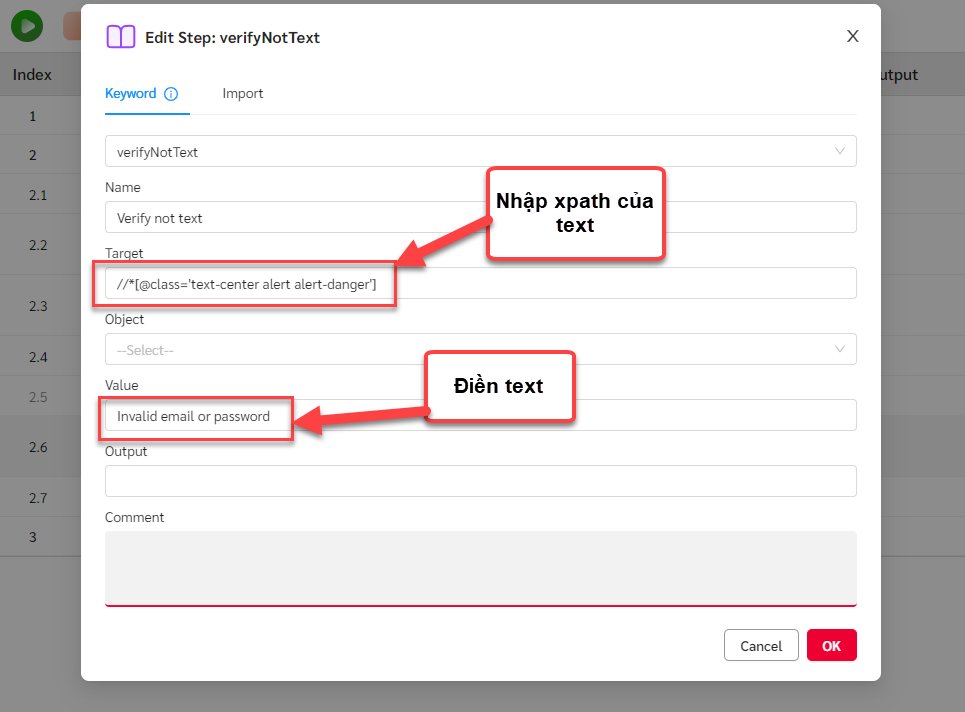 Edit Step: verifyNotText
X
Index
utput
Keyword
Import
1
verifyNotText
2
Name
Nhập xpath của
text
2.1
Verify not text
2.2
Target
//*[@class='text-center alert alert-danger']
2.3
Object
--Select--
2.4
Value
Điền text
2.5
Invalid email or password
2.6
Output
2.7
Comment
3
Cancel
OK